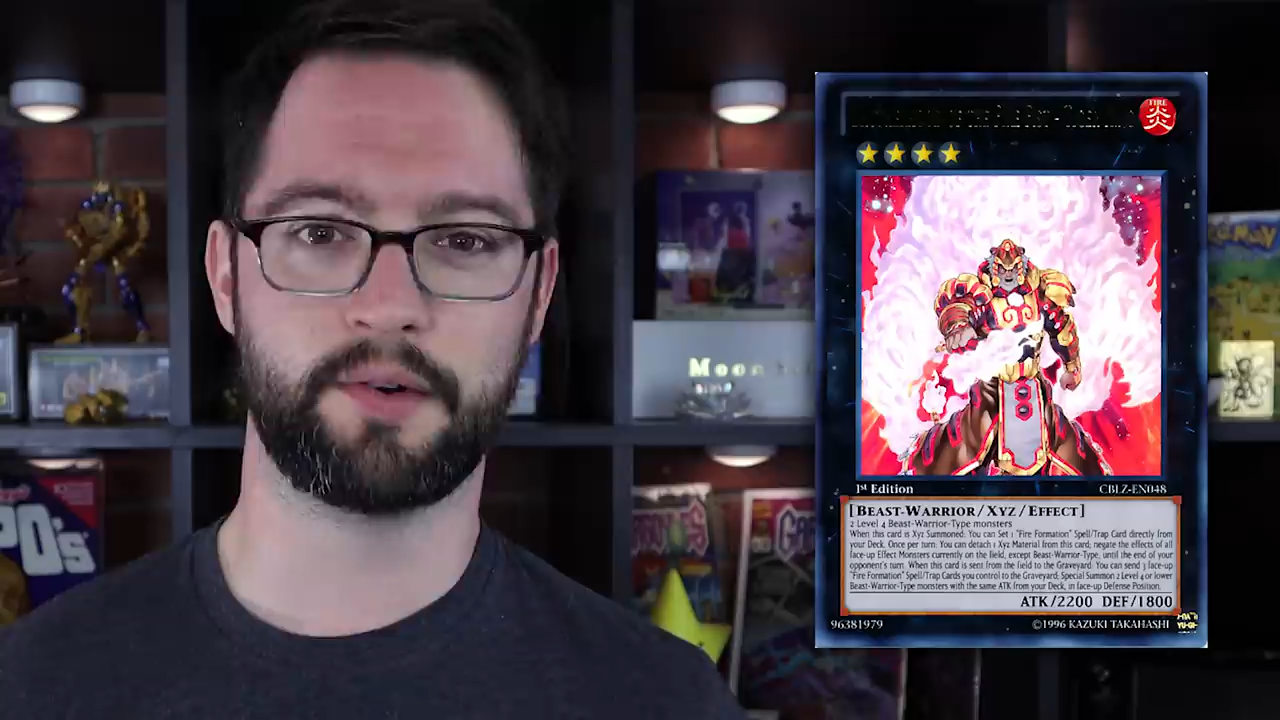 FIRE
炎
1st Edition
CBLZ-EN048
[BEAST-WARRIOR/XYZ/EFFECT]
2 Level 4 Beast-Warrior-Type monsters
When this card is Xyz Summoned: You can Set 1 "Fire Formation" Spell/Trap Card directly from
your Deck. Once per turn: You can detach 1 Xyz Material from this card; negate the effects of all
face-up Effect Monsters currently on the field, except Beast-Warrior-Type, until the end of your
opponent's turn. When this card is sent from the field to the Graveyard: You can send 3 face-up
"Fire Formation" Spell/Trap Cards you control to the Graveyard; Special Summon 2 Level 4 or lower
Beast-Warrior-Type monsters with the same ATK from your Deck, in face-up Defense Position.
ATK/2200 DEF/1800
96381979
©1996 KAZUKI TAKAHASHI
Moon
PO's